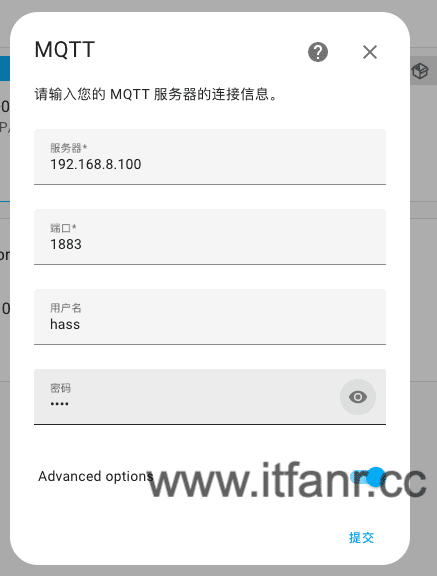 MQTT
请输入您的 MQTT 服务器的连接信息。
服务器*
192.168.8.100
端口*
1883
用户名
hass
密码
••••
Advanced options
www.itfanr.cc
提交